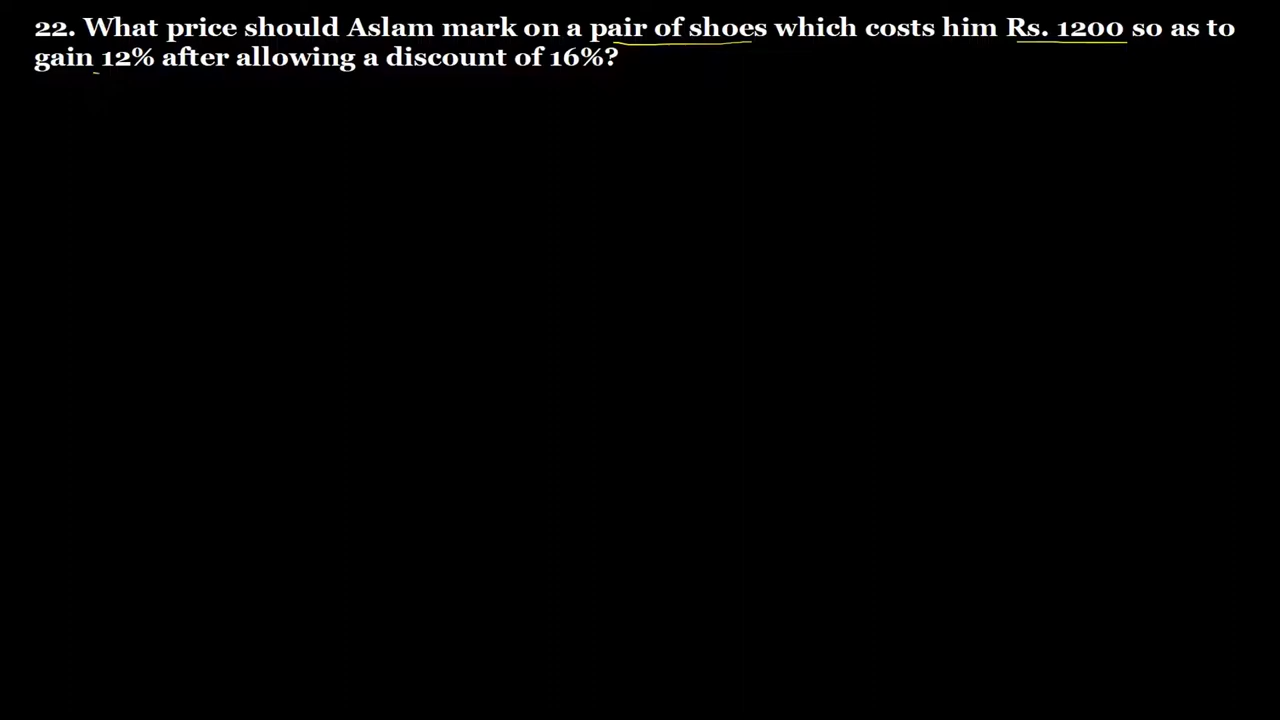 22. What price should Aslam mark on a pair of shoes which costs him Rs. 1200 so as to
gain 12% after allowing a discount of 16%?